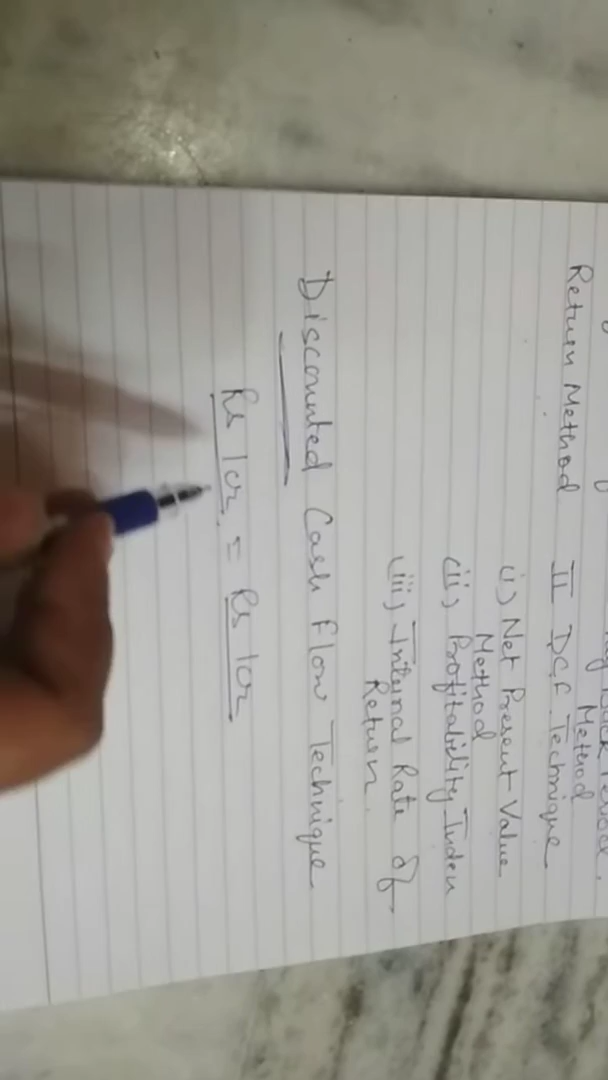 Method
Return Method II DCF Technique
(i) Net Present Value
Method
(ii) Profitability Index
(iii) Internal Rate of
Return.
Discounted Cash Flow Technique
Rs 1cr. = Rs 1cr